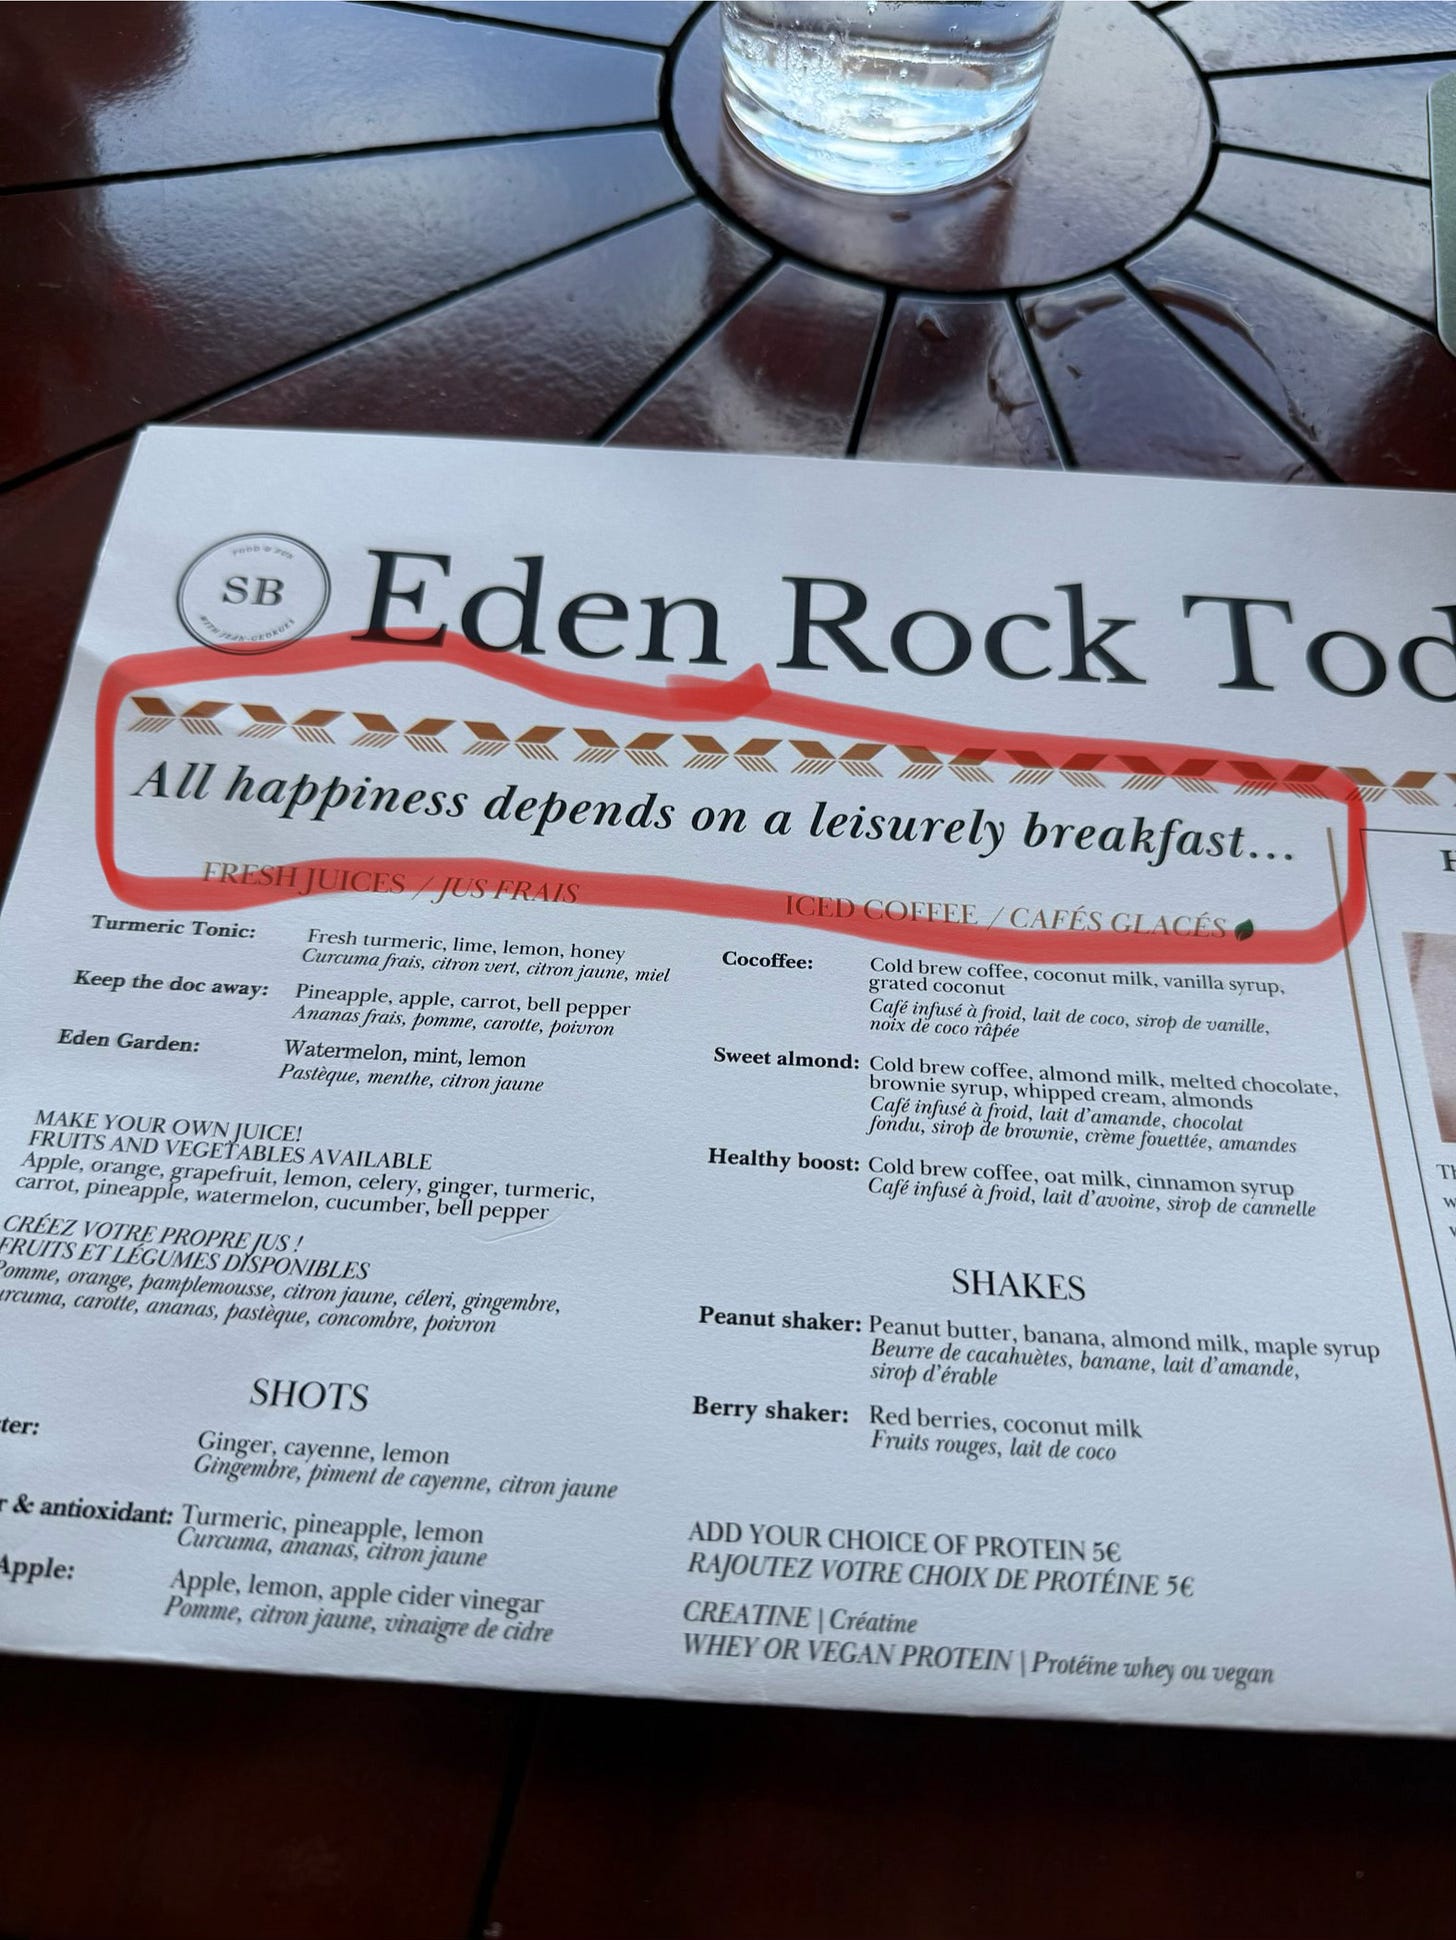 FOOD & FUN
SB
WITH JEAN-GEORGES
Eden Rock Tod
All happiness depends on a leisurely breakfast...
FRESH JUICES / JUS FRAIS
Turmeric Tonic: Fresh turmeric, lime, lemon, honey
Curcuma frais, citron vert, citron jaune, miel
Keep the doc away: Pineapple, apple, carrot, bell pepper
Ananas frais, pomme, carotte, poivron
Eden Garden: Watermelon, mint, lemon
Pastèque, menthe, citron jaune
MAKE YOUR OWN JUICE!
FRUITS AND VEGETABLES AVAILABLE
Apple, orange, grapefruit, lemon, celery, ginger, turmeric,
carrot, pineapple, watermelon, cucumber, bell pepper
CRÉEZ VOTRE PROPRE JUS !
FRUITS ET LÉGUMES DISPONIBLES
Pomme, orange, pamplemousse, citron jaune, céleri, gingembre,
urcuma, carotte, ananas, pastèque, concombre, poivron
SHOTS
ter: Ginger, cayenne, lemon
Gingembre, piment de cayenne, citron jaune
r & antioxidant: Turmeric, pineapple, lemon
Curcuma, ananas, citron jaune
Apple: Apple, lemon, apple cider vinegar
Pomme, citron jaune, vinaigre de cidre
ICED COFFEE / CAFÉS GLACÉS
Cocoffee: Cold brew coffee, coconut milk, vanilla syrup,
grated coconut
Café infusé à froid, lait de coco, sirop de vanille,
noix de coco râpée
Sweet almond: Cold brew coffee, almond milk, melted chocolate,
brownie syrup, whipped cream, almonds
Café infusé à froid, lait d'amande, chocolat
fondu, sirop de brownie, crème fouettée, amandes
Healthy boost: Cold brew coffee, oat milk, cinnamon syrup
Café infusé à froid, lait d'avoine, sirop de cannelle
SHAKES
Peanut shaker: Peanut butter, banana, almond milk, maple syrup
Beurre de cacahuètes, banane, lait d'amande,
sirop d'érable
Berry shaker: Red berries, coconut milk
Fruits rouges, lait de coco
ADD YOUR CHOICE OF PROTEIN 5€
RAJOUTEZ VOTRE CHOIX DE PROTÉINE 5€
CREATINE | Créatine
WHEY OR VEGAN PROTEIN | Protéine whey ou vegan